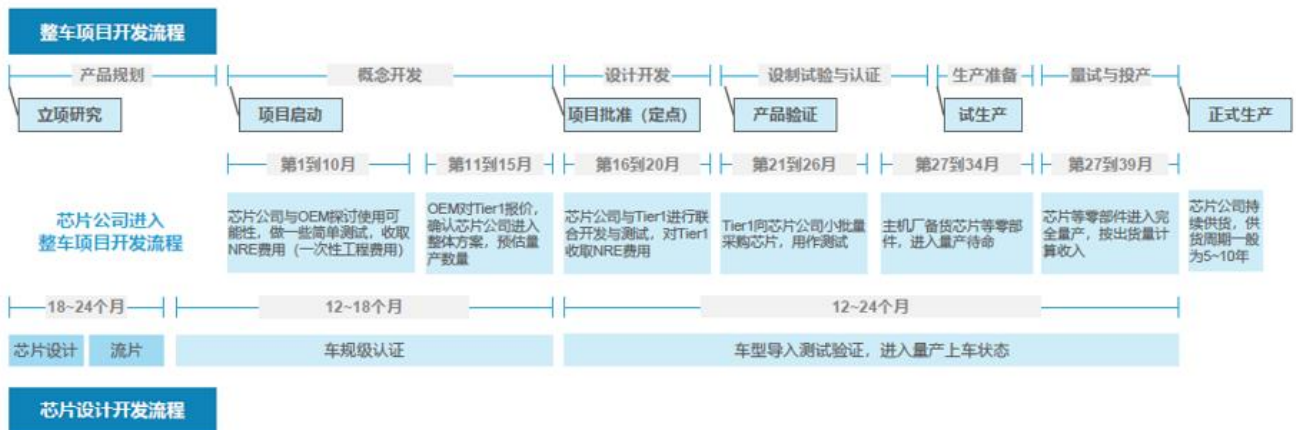 整车项目开发流程
产品规划
概念开发
设计开发
设制试验与认证
生产准备
量试与投产
立项研究
项目启动
项目批准（定点）
产品验证
试生产
正式生产
第1到10月
第11到15月
第16到20月
第21到26月
第27到34月
第27到39月
芯片公司进入
整车项目开发流程
芯片公司与OEM探讨使用可
能性，做一些简单测试，收取
NRE费用（一次性工程费用）
OEM对Tier1报价，
确认芯片公司进入
整体方案，预估量
产数量
芯片公司与Tier1进行联
合开发与测试，对Tier1
收取NRE费用
Tier1向芯片公司小批量
采购芯片，用作测试
主机厂备货芯片等零部
件，进入量产待命
芯片等零部件进入完
全量产，按出货量计
算收入
芯片公司持
续供货，供
货周期一般
为5~10年
18~24个月
12~18个月
12~24个月
芯片设计
流片
车规级认证
车型导入测试验证，进入量产上车状态
芯片设计开发流程